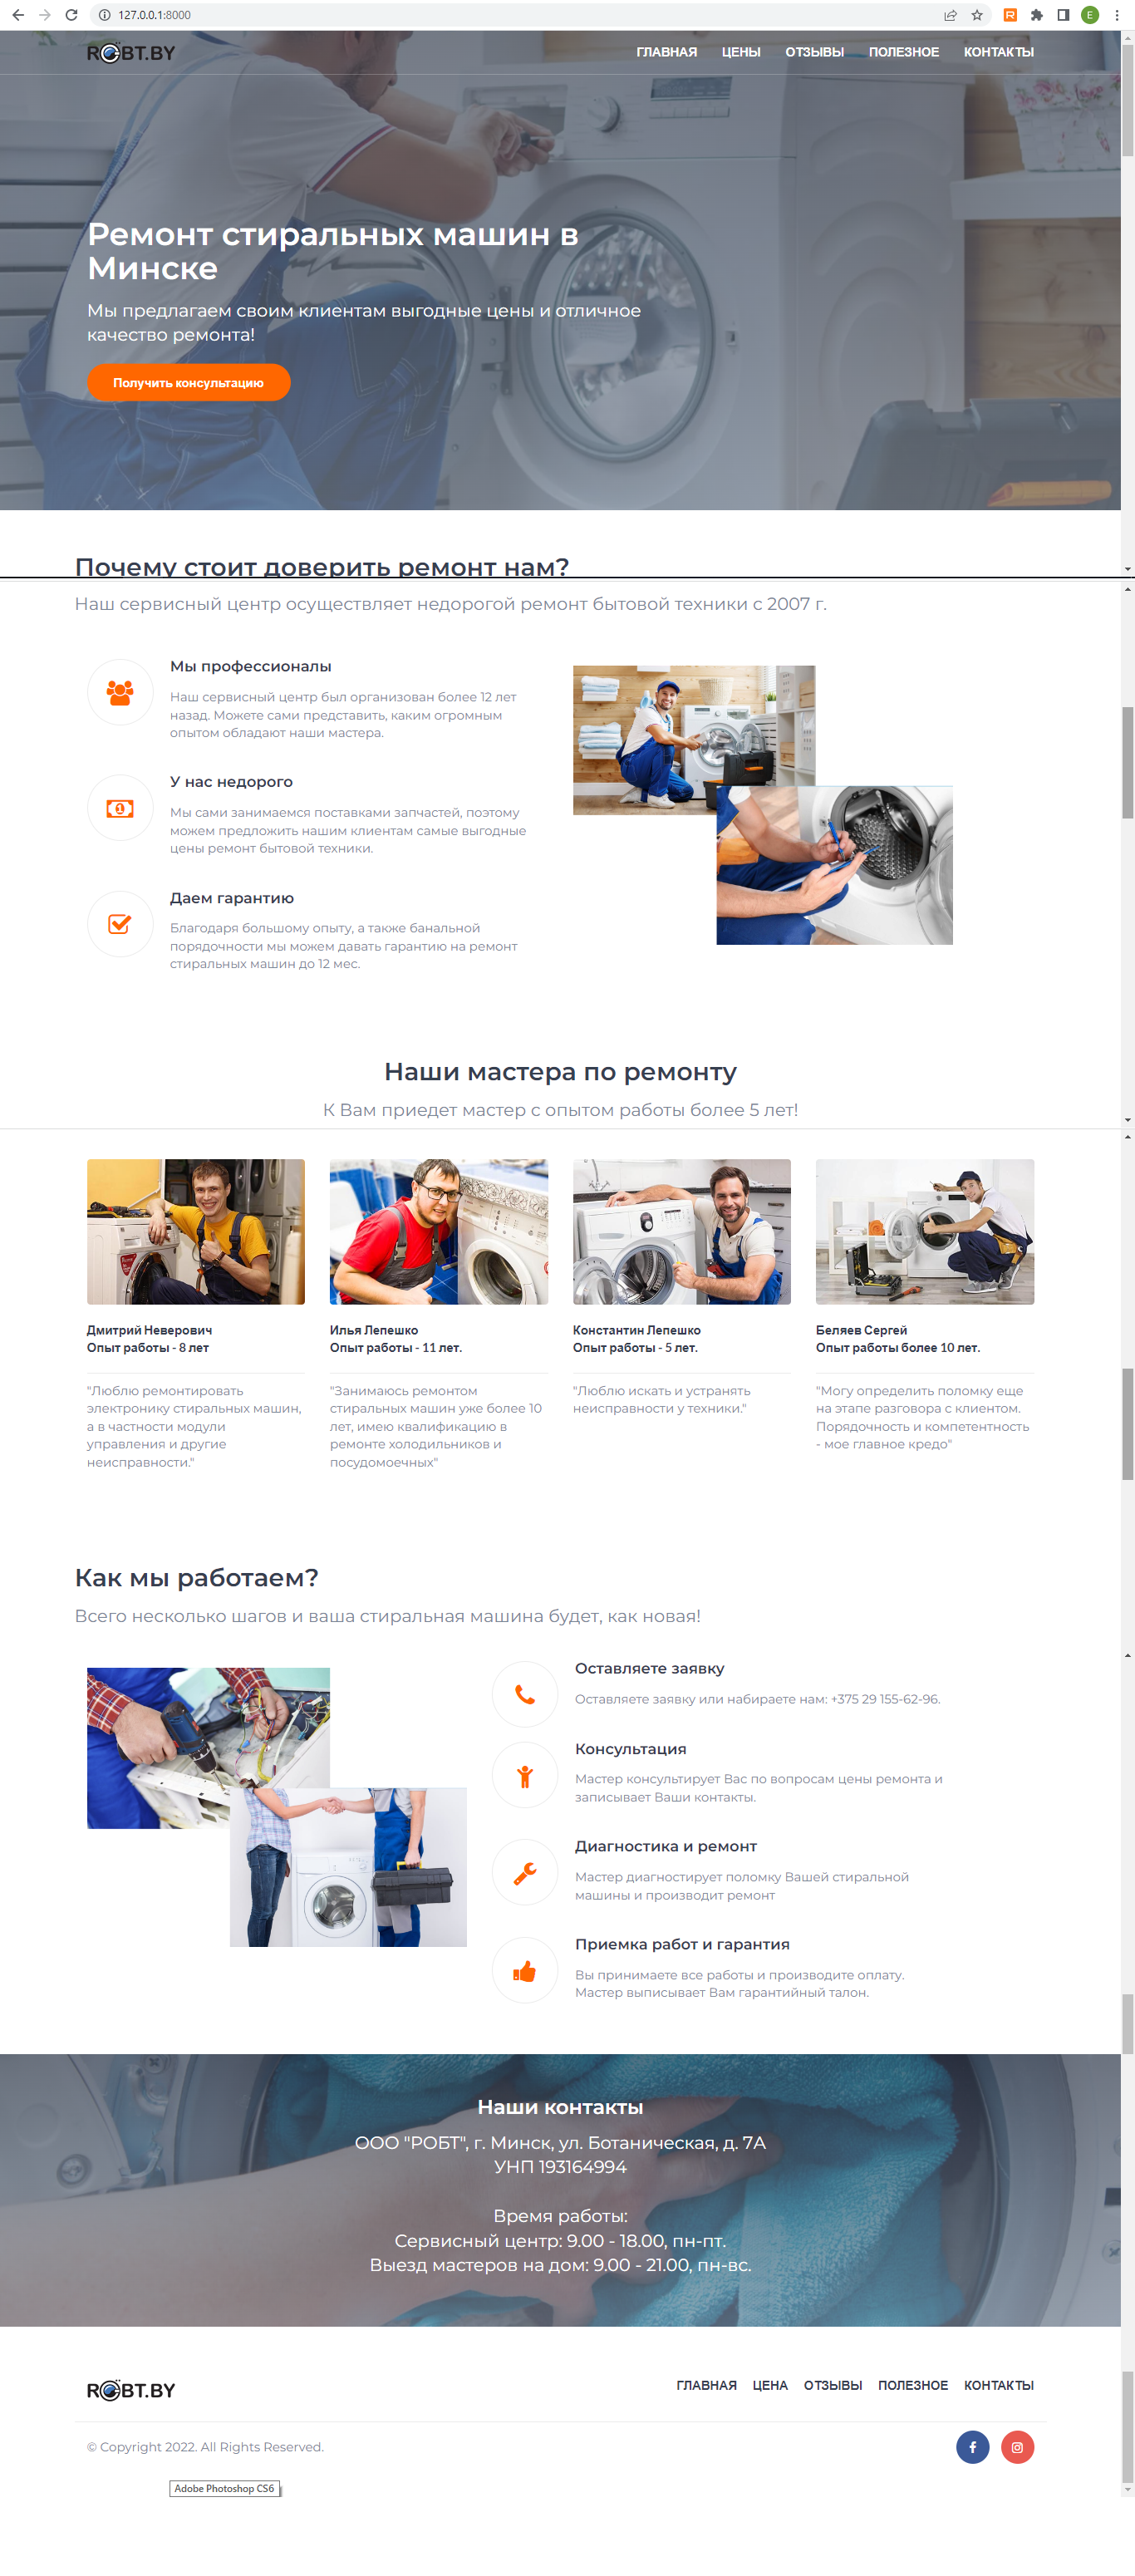 127.0.0.1:8000
E
ROBT.BY
ГЛАВНАЯ ЦЕНЫ ОТЗЫВЫ ПОЛЕЗНОЕ КОНТАКТЫ
Ремонт стиральных машин в
Минске
Мы предлагаем своим клиентам выгодные цены и отличное
качество ремонта!
Получить консультацию
Почему стоит доверить ремонт нам?
Наш сервисный центр осуществляет недорогой ремонт бытовой техники с 2007 г.
Мы профессионалы
Наш сервисный центр был организован более 12 лет
назад. Можете сами представить, каким огромным
опытом обладают наши мастера.
У нас недорого
Мы сами занимаемся поставками запчастей, поэтому
можем предложить нашим клиентам самые выгодные
цены ремонт бытовой техники.
Даем гарантию
Благодаря большому опыту, а также банальной
порядочности мы можем давать гарантию на ремонт
стиральных машин до 12 мес.
Наши мастера по ремонту
К Вам приедет мастер с опытом работы более 5 лет!
Дмитрий Неверович
Опыт работы - 8 лет
"Люблю ремонтировать
электронику стиральных машин,
а в частности модули
управления и другие
неисправности."
Илья Лепешко
Опыт работы - 11 лет.
"Занимаюсь ремонтом
стиральных машин уже более 10
лет, имею квалификацию в
ремонте холодильников и
посудомоечных"
Константин Лепешко
Опыт работы - 5 лет.
"Люблю искать и устранять
неисправности у техники."
Беляев Сергей
Опыт работы более 10 лет.
"Могу определить поломку еще
на этапе разговора с клиентом.
Порядочность и компетентность
- мое главное кредо"
Как мы работаем?
Всего несколько шагов и ваша стиральная машина будет, как новая!
Оставляете заявку
Оставляете заявку или набираете нам: +375 29 155-62-96.
Консультация
Мастер консультирует Вас по вопросам цены ремонта и
записывает Ваши контакты.
Диагностика и ремонт
Мастер диагностирует поломку Вашей стиральной
машины и производит ремонт
Приемка работ и гарантия
Вы принимаете все работы и производите оплату.
Мастер выписывает Вам гарантийный талон.
Наши контакты
ООО "РОБТ", г. Минск, ул. Ботаническая, д. 7А
УНП 193164994
Время работы:
Сервисный центр: 9.00 - 18.00, пн-пт.
Выезд мастеров на дом: 9.00 - 21.00, пн-вс.
ROBT.BY
ГЛАВНАЯ ЦЕНА ОТЗЫВЫ ПОЛЕЗНОЕ КОНТАКТЫ
© Copyright 2022. All Rights Reserved.
Adobe Photoshop CS6